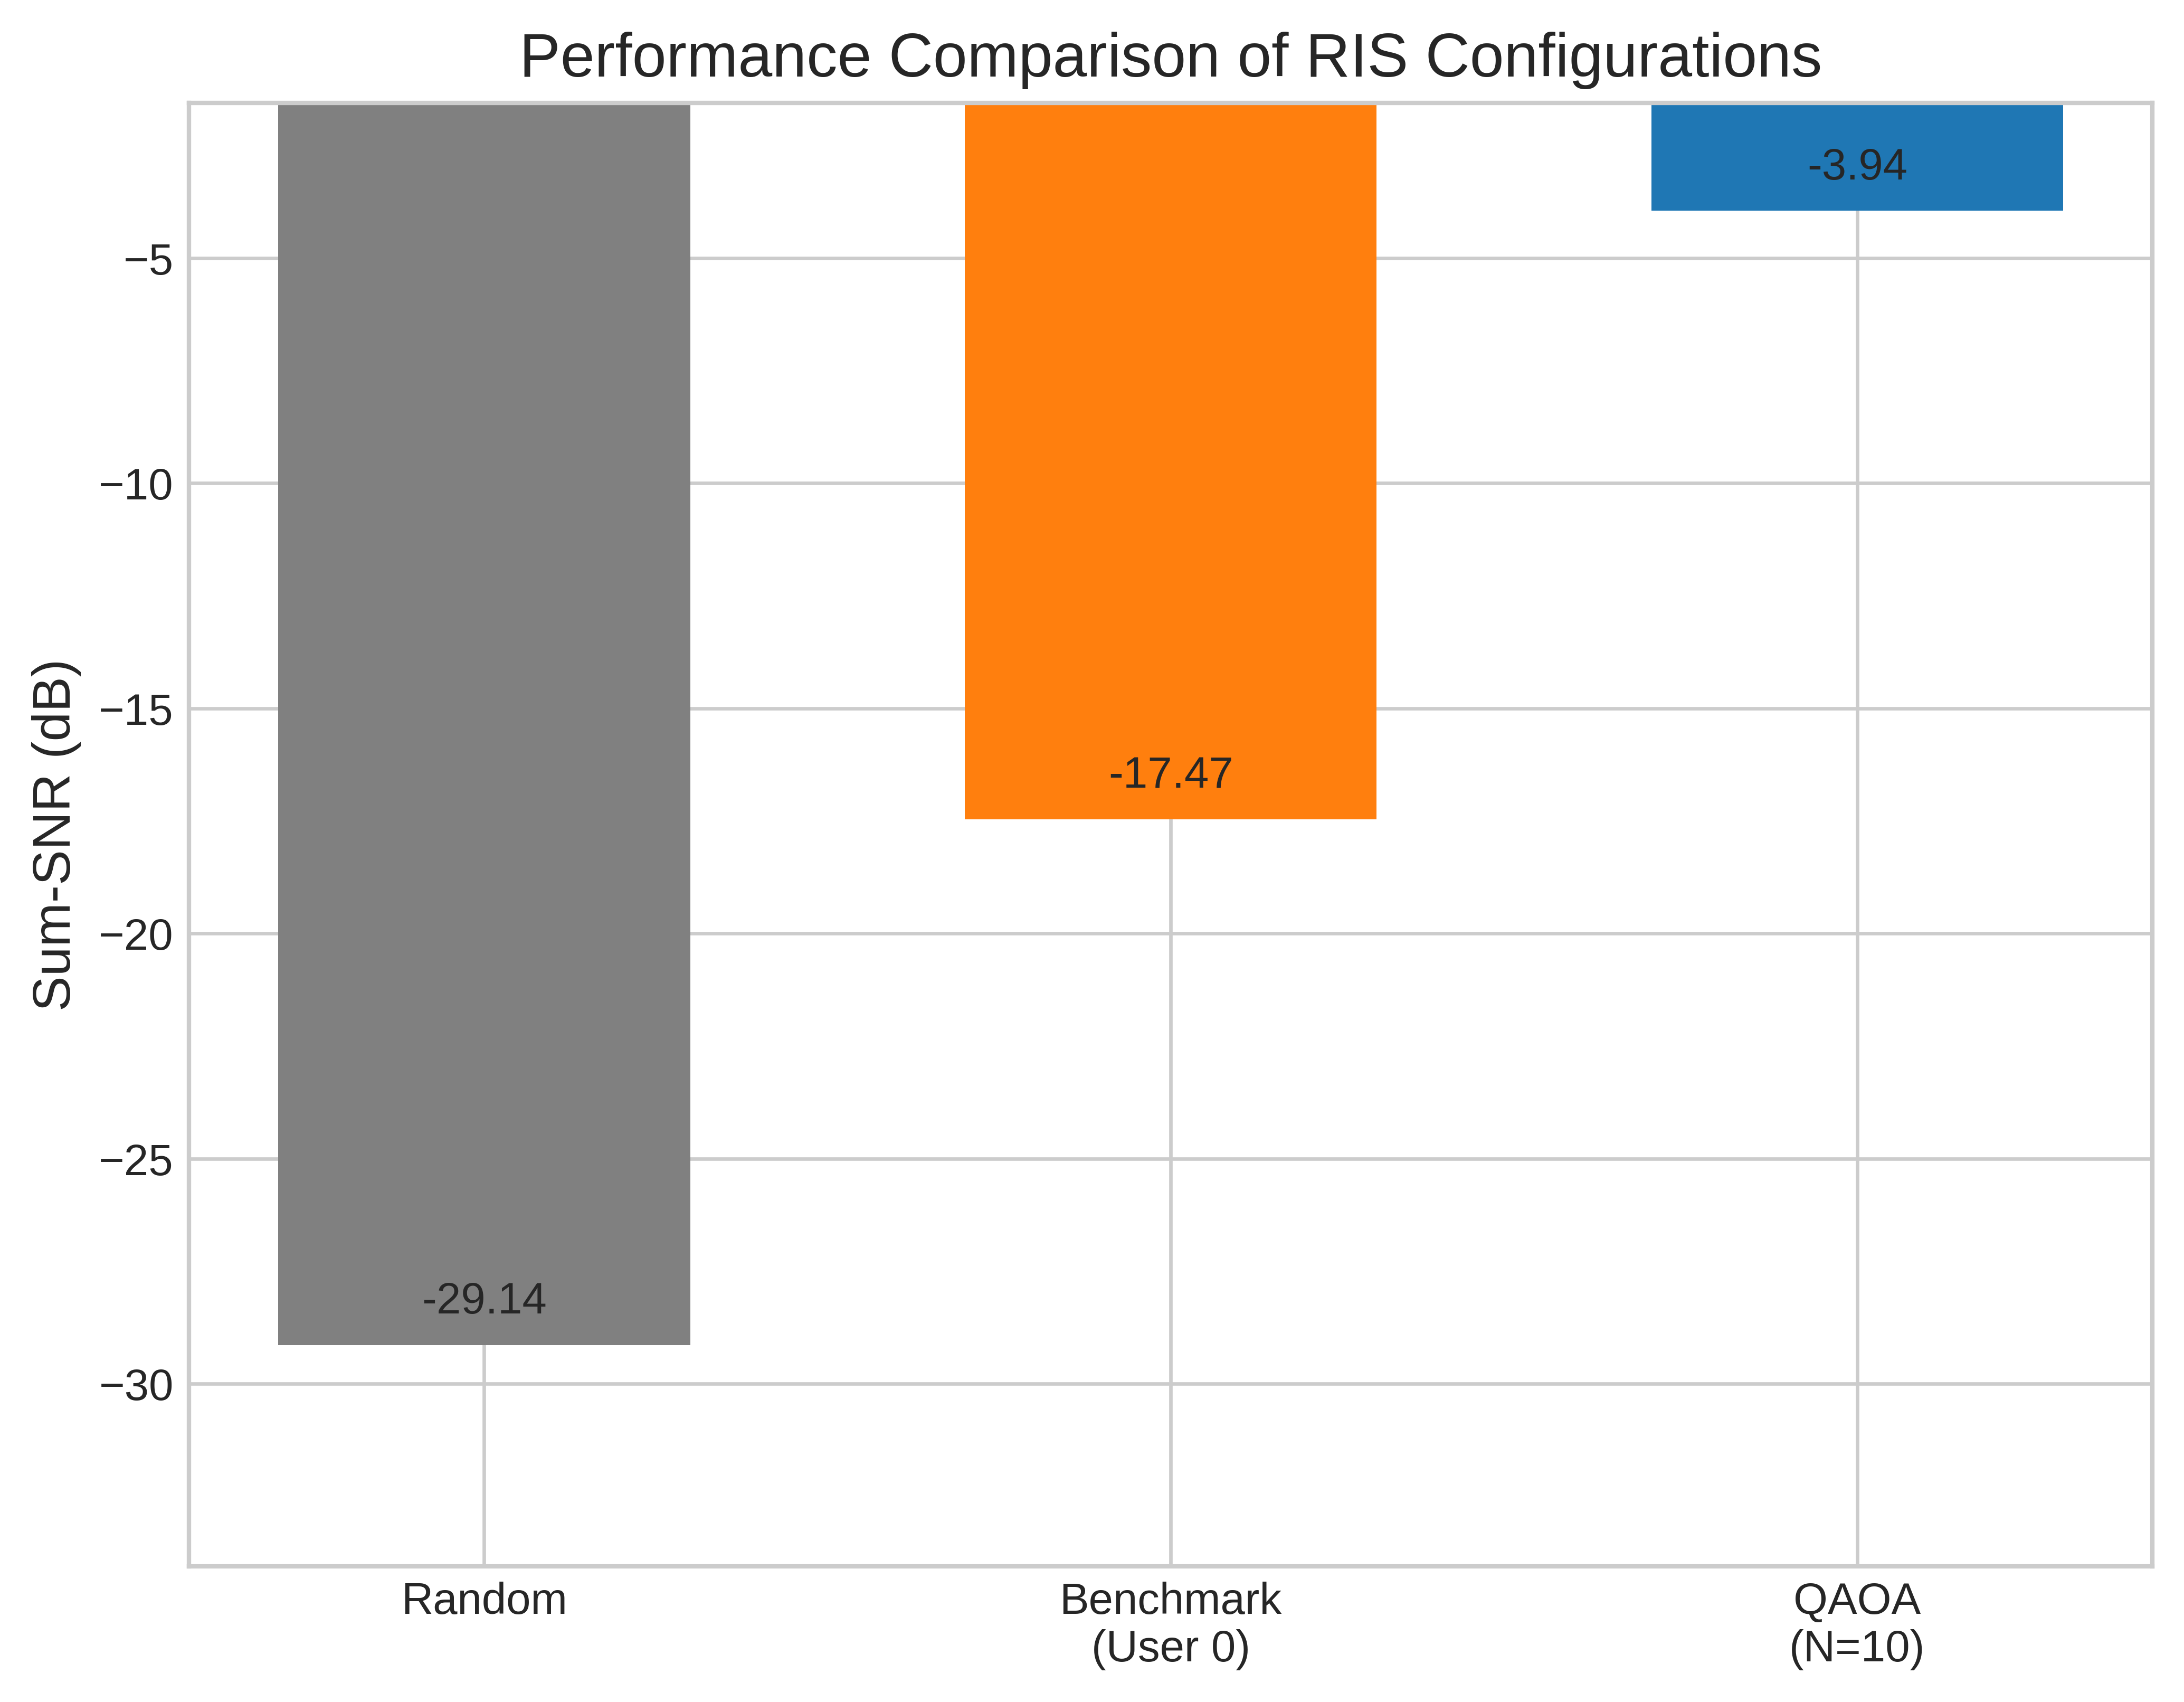 Performance Comparison of RIS Configurations
Sum-SNR (dB)
−5
−10
−15
−20
−25
−30
-29.14
-17.47
-3.94
Random
Benchmark
(User 0)
QAOA
(N=10)